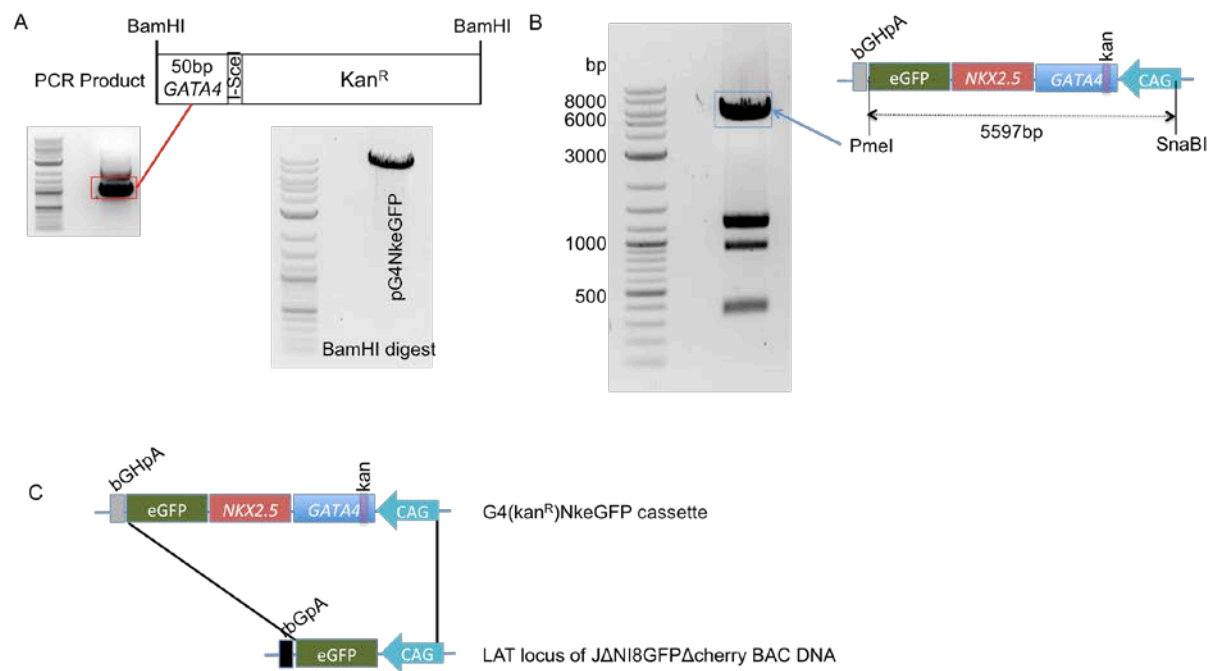 A
BamHI
BamHI
PCR Product
50bp
GATA4
I-SceI
Kan^R
pG4NkeGFP
BamHI digest
B
bp
8000
6000
3000
1000
500
bGHpA
eGFP
NKX2.5
GATA4
kan
CAG
5597bp
PmeI
SnaBI
C
bGHpA
eGFP
NKX2.5
GATA4
kan
CAG
G4(kan^R)NkeGFP cassette
rbGpA
eGFP
CAG
LAT locus of JΔNI8GFPΔcherry BAC DNA